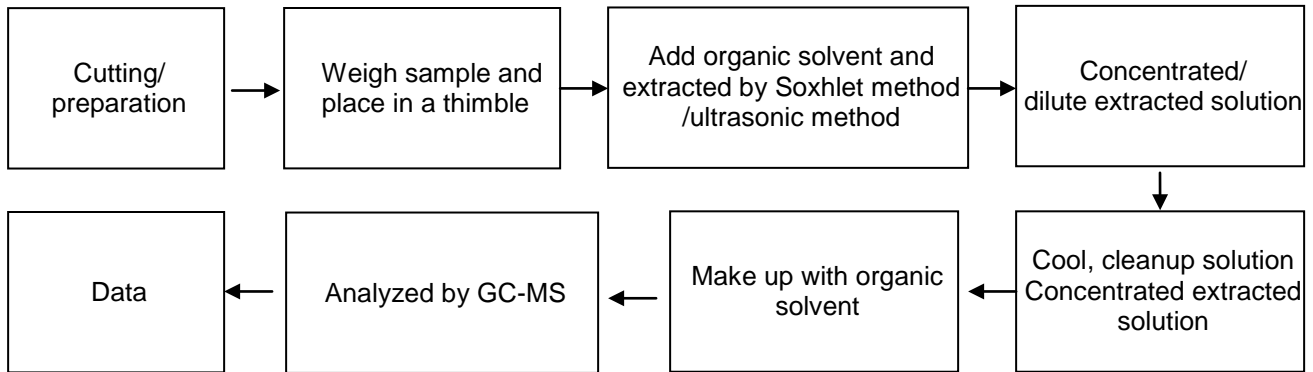 Cutting/
preparation
Weigh sample and
place in a thimble
Add organic solvent and
extracted by Soxhlet method
/ultrasonic method
Concentrated/
dilute extracted solution
Cool, cleanup solution
Concentrated extracted
solution
Make up with organic
solvent
Analyzed by GC-MS
Data